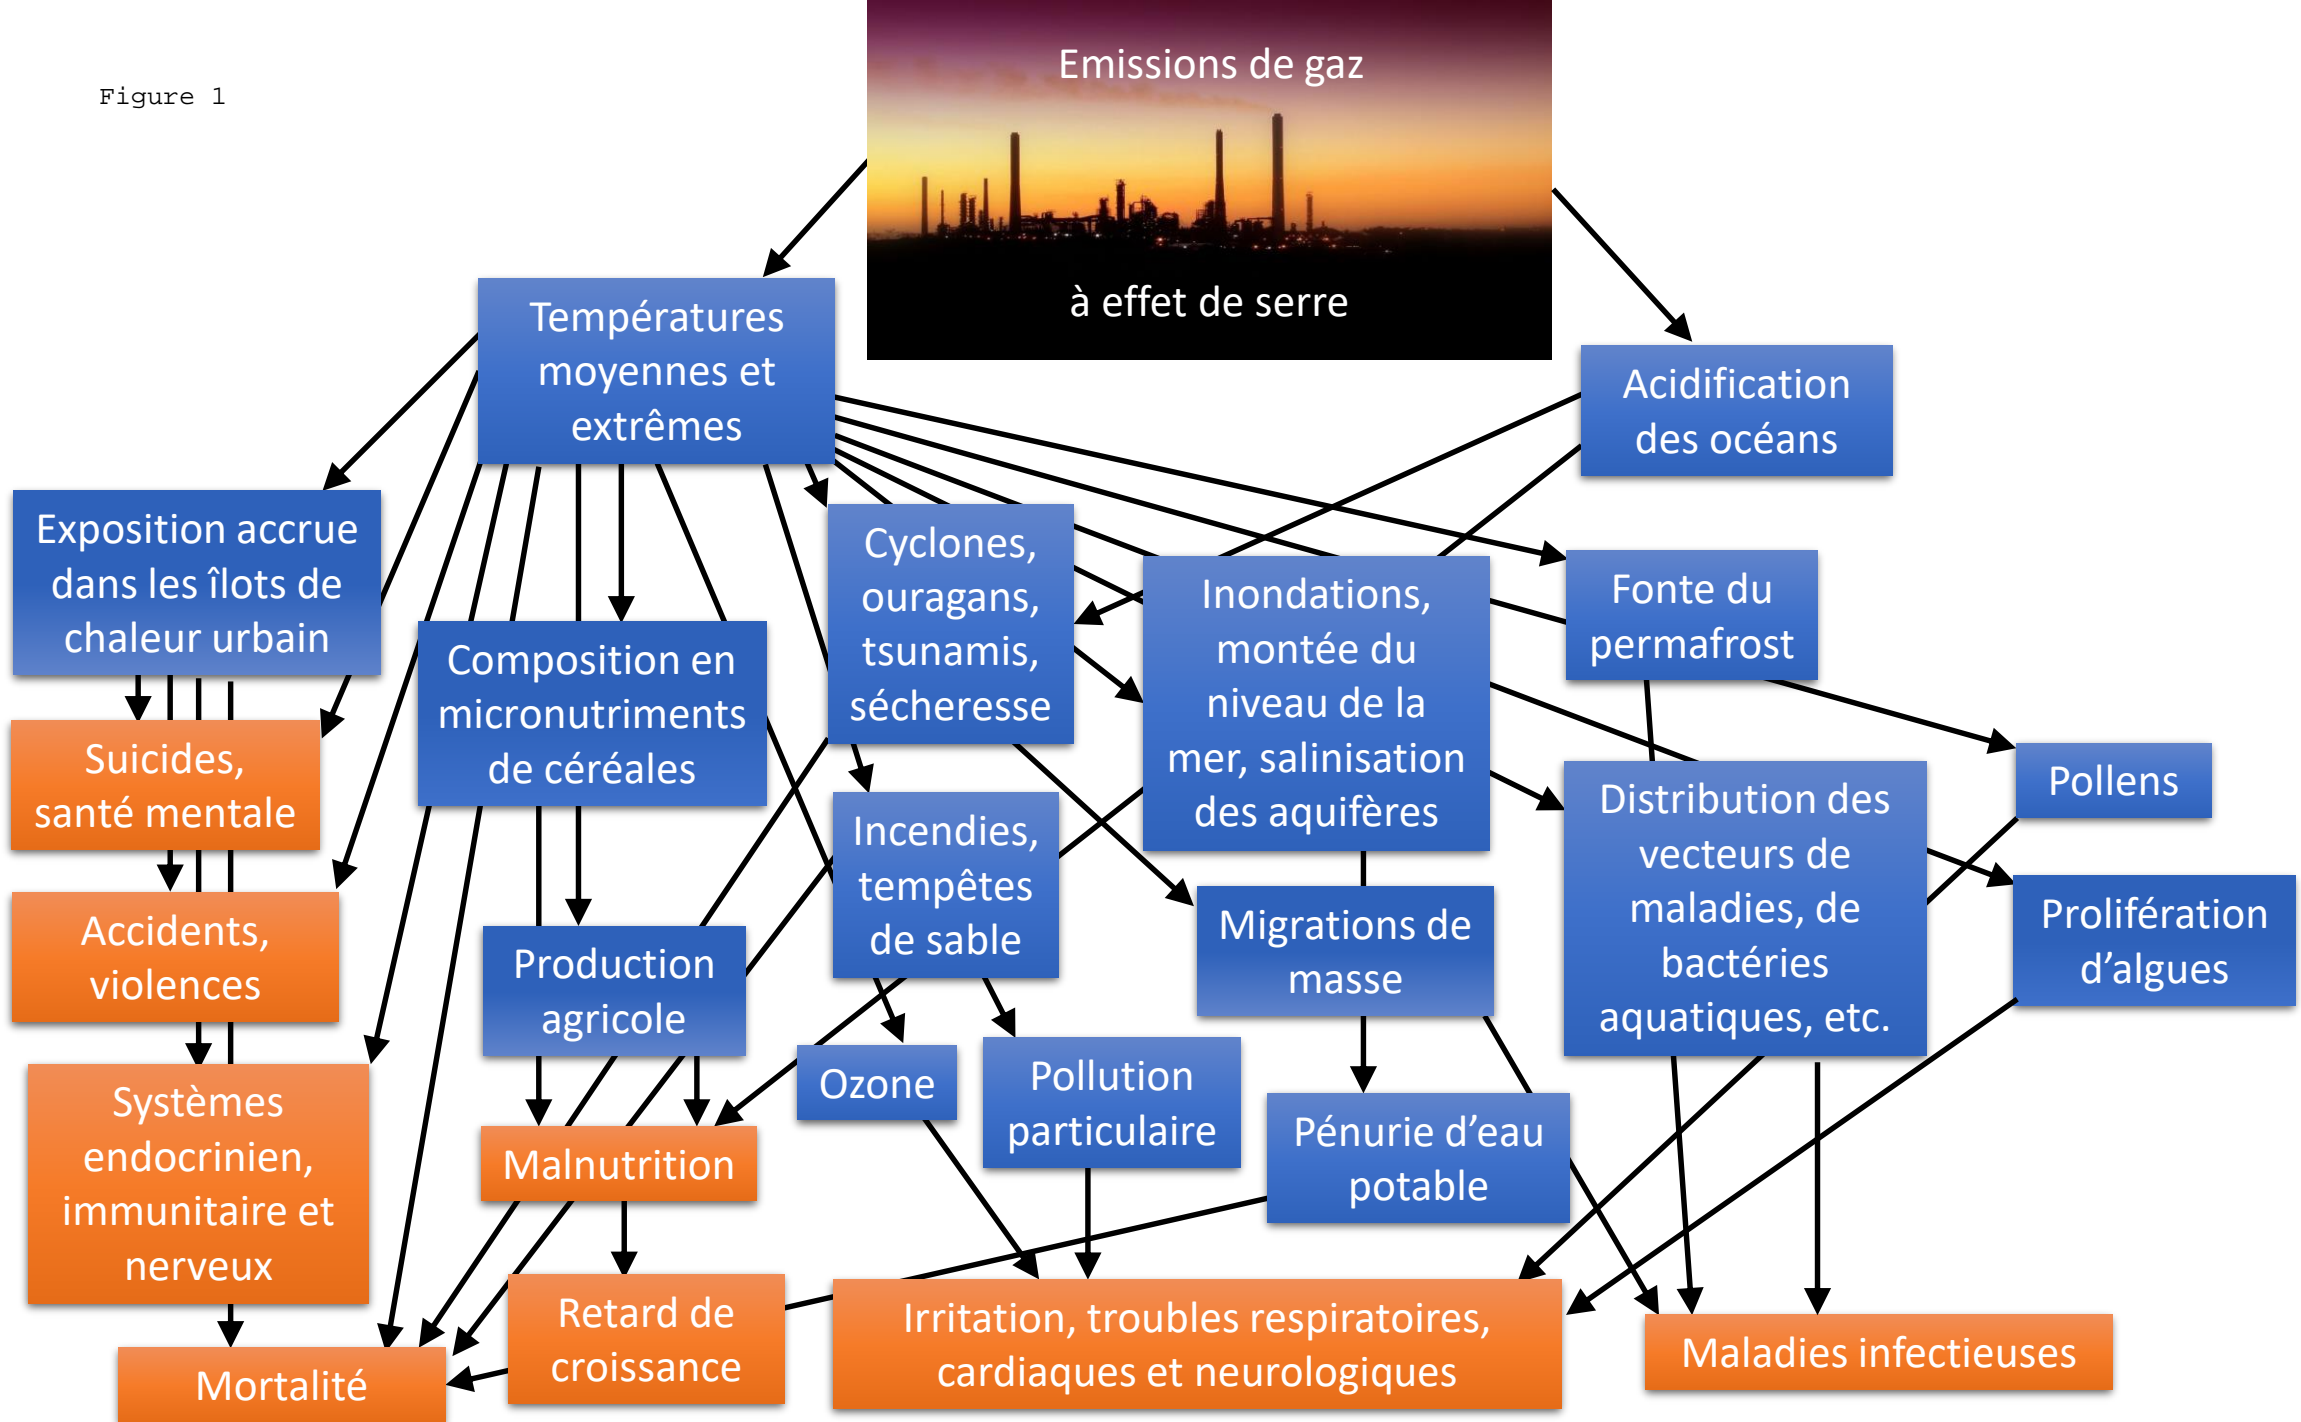 Figure 1
Emissions de gaz
à effet de serre
Températures
moyennes et
extrêmes
Acidification
des océans
Exposition accrue
dans les îlots de
chaleur urbain
Cyclones,
ouragans,
tsunamis,
sécheresse
Inondations,
montée du
niveau de la
mer, salinisation
des aquifères
Fonte du
permafrost
Composition en
micronutriments
de céréales
Suicides,
santé mentale
Pollens
Incendies,
tempêtes
de sable
Distribution des
vecteurs de
maladies, de
bactéries
aquatiques, etc.
Accidents,
violences
Production
agricole
Migrations de
masse
Prolifération
d’algues
Systèmes
endocrinien,
immunitaire et
nerveux
Ozone
Pollution
particulaire
Pénurie d’eau
potable
Malnutrition
Retard de
croissance
Irritation, troubles respiratoires,
cardiaques et neurologiques
Maladies infectieuses
Mortalité